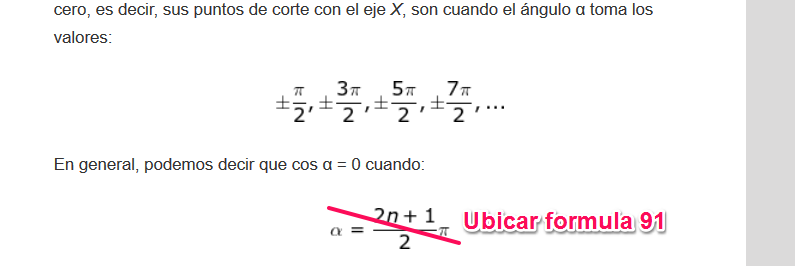 cero, es decir, sus puntos de corte con el eje X, son cuando el ángulo α toma los
valores:
±π/2, ±3π/2, ±5π/2, ±7π/2, ...
En general, podemos decir que cos α = 0 cuando:
α = (2n + 1)/2 π Ubicar formula 91